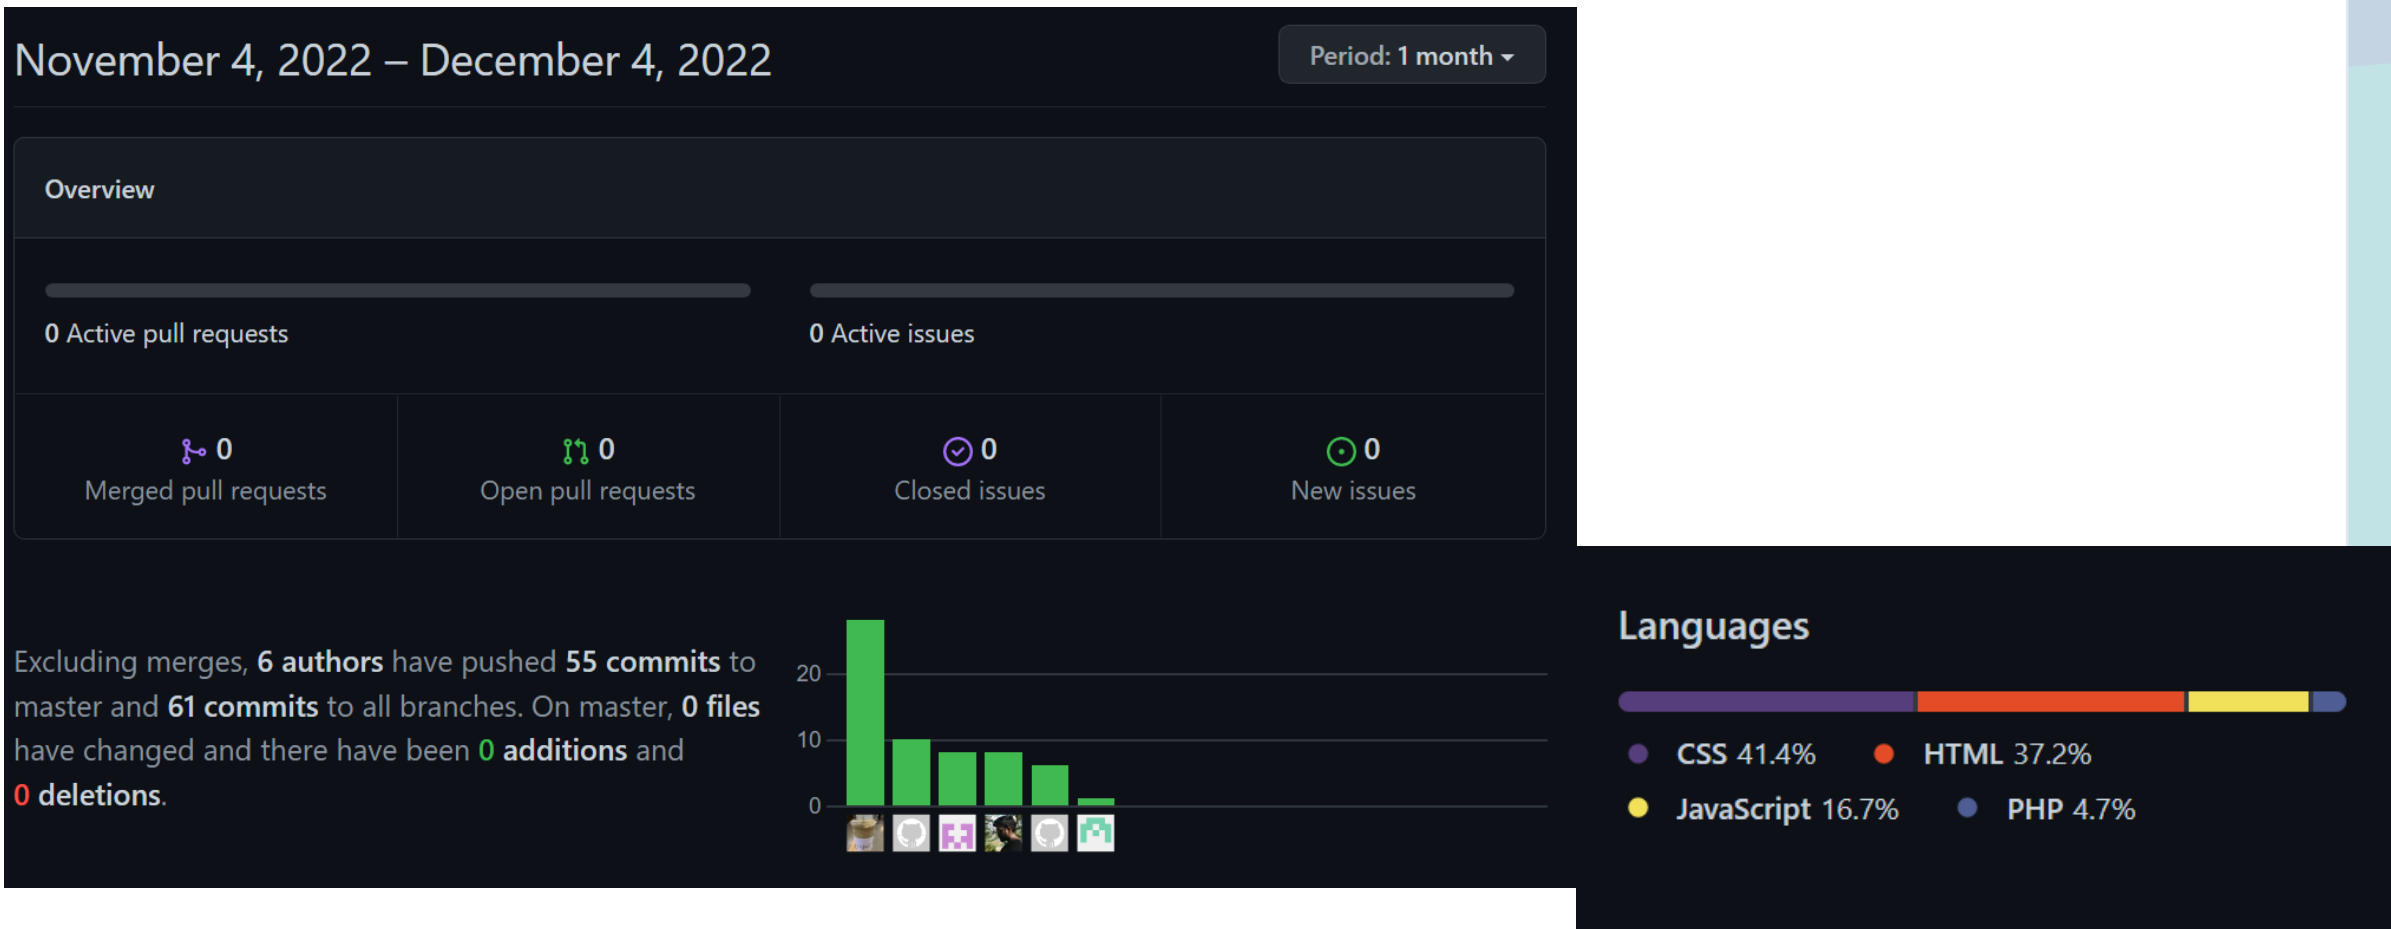 November 4, 2022 – December 4, 2022
Period: 1 month
Overview
0 Active pull requests
0 Active issues
0
Merged pull requests
0
Open pull requests
0
Closed issues
0
New issues
Excluding merges, 6 authors have pushed 55 commits to
master and 61 commits to all branches. On master, 0 files
have changed and there have been 0 additions and
0 deletions.
20
10
0
Languages
CSS 41.4%
HTML 37.2%
JavaScript 16.7%
PHP 4.7%